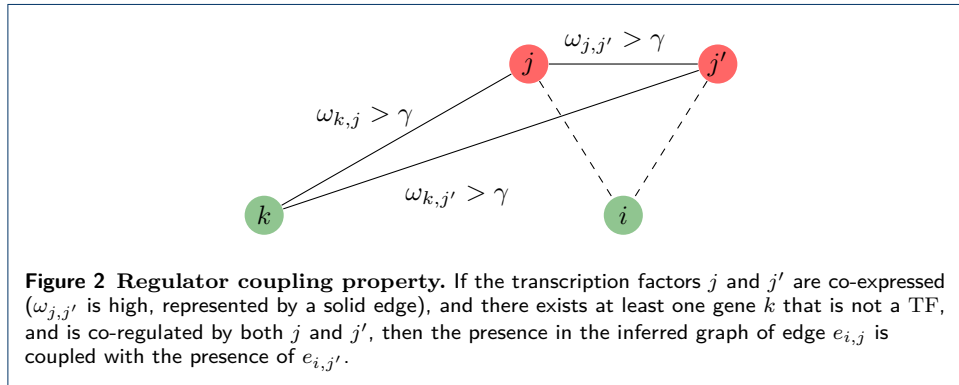 ω_{j,j′} > γ
j
j′
ω_{k,j} > γ
ω_{k,j′} > γ
k
i
Figure 2 Regulator coupling property. If the transcription factors j and j′ are co-expressed
(ω_{j,j′} is high, represented by a solid edge), and there exists at least one gene k that is not a TF,
and is co-regulated by both j and j′, then the presence in the inferred graph of edge e_{i,j} is
coupled with the presence of e_{i,j′}.